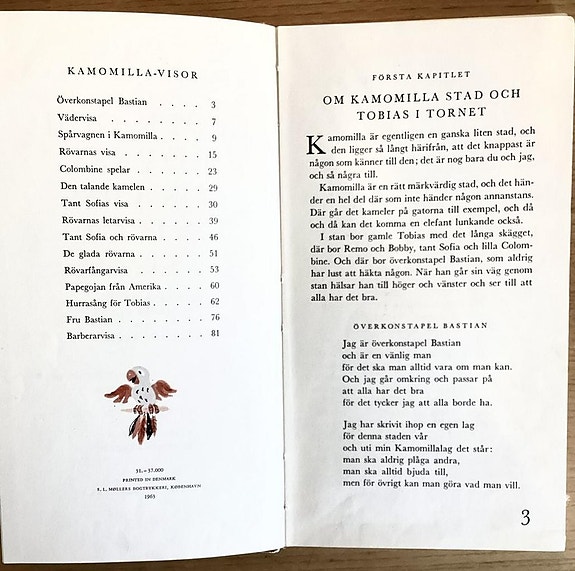 KAMOMILLA-VISOR
Överkonstapel Bastian . . . . 3
Vädervisa . . . . . . . 7
Spårvagnen i Kamomilla . . . . 9
Rövarnas visa . . . . . . 15
Colombine spelar . . . . . 23
Den talande kamelen . . . . 29
Tant Sofias visa . . . . . 30
Rövarnas letarvisa . . . . . 39
Tant Sofia och rövarna . . . . 46
De glada rövarna . . . . . 51
Rövarfångarvisa . . . . . 53
Papegojan från Amerika . . . . 60
Hurrasång för Tobias . . . . . 62
Fru Bastian . . . . . . 76
Barberarvisa . . . . . . 81
51.–57.000
PRINTED IN DENMARK
F. L. MØLLERS BOGTRYKKERI, KØBENHAVN
1965
FÖRSTA KAPITLET
OM KAMOMILLA STAD OCH
TOBIAS I TORNET
Kamomilla är egentligen en ganska liten stad, och
den ligger så långt härifrån, att det knappast är
någon som känner till den; det är nog bara du och jag,
och så några till.
Kamomilla är en rätt märkvärdig stad, och det hän-
der en hel del där som inte händer någon annanstans.
Där går det kameler på gatorna till exempel, och då
och då kan det komma en elefant lunkande också.
I stan bor gamle Tobias med det långa skägget,
där bor Remo och Bobby, tant Sofia och lilla Colom-
bine. Och där bor överkonstapel Bastian, som aldrig
har lust att häkta någon. När han går sin väg genom
stan hälsar han till höger och vänster och ser till att
alla har det bra.
ÖVERKONSTAPEL BASTIAN
Jag är överkonstapel Bastian
och är en vänlig man
för det ska man alltid vara om man kan.
Och jag går omkring och passar på
att alla har det bra
för det tycker jag att alla borde ha.
Jag har skrivit ihop en egen lag
för denna staden vår
och uti lag Kamomillalag det står:
man ska aldrig plåga andra,
man ska alltid bjuda till,
men för övrigt kan man göra vad man vill.
3